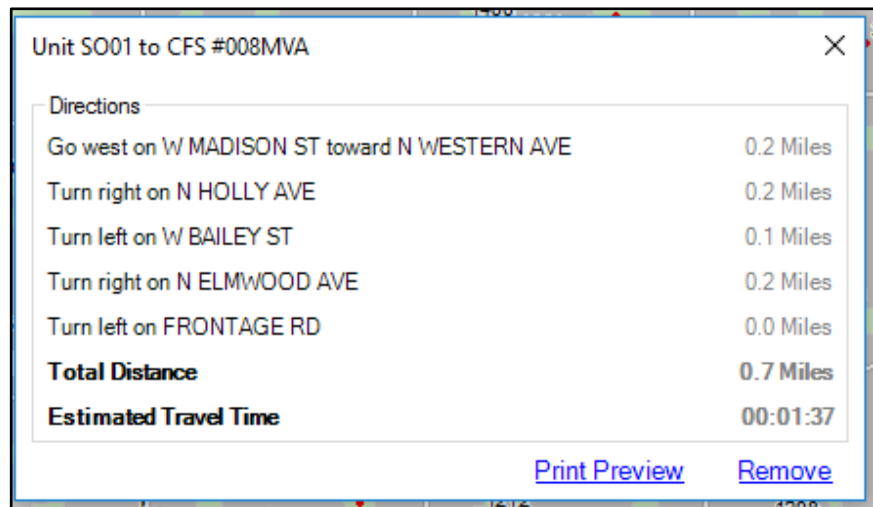 Unit SO01 to CFS #008MVA
Directions
Go west on W MADISON ST toward N WESTERN AVE 0.2 Miles
Turn right on N HOLLY AVE 0.2 Miles
Turn left on W BAILEY ST 0.1 Miles
Turn right on N ELMWOOD AVE 0.2 Miles
Turn left on FRONTAGE RD 0.0 Miles
Total Distance 0.7 Miles
Estimated Travel Time 00:01:37
Print Preview Remove